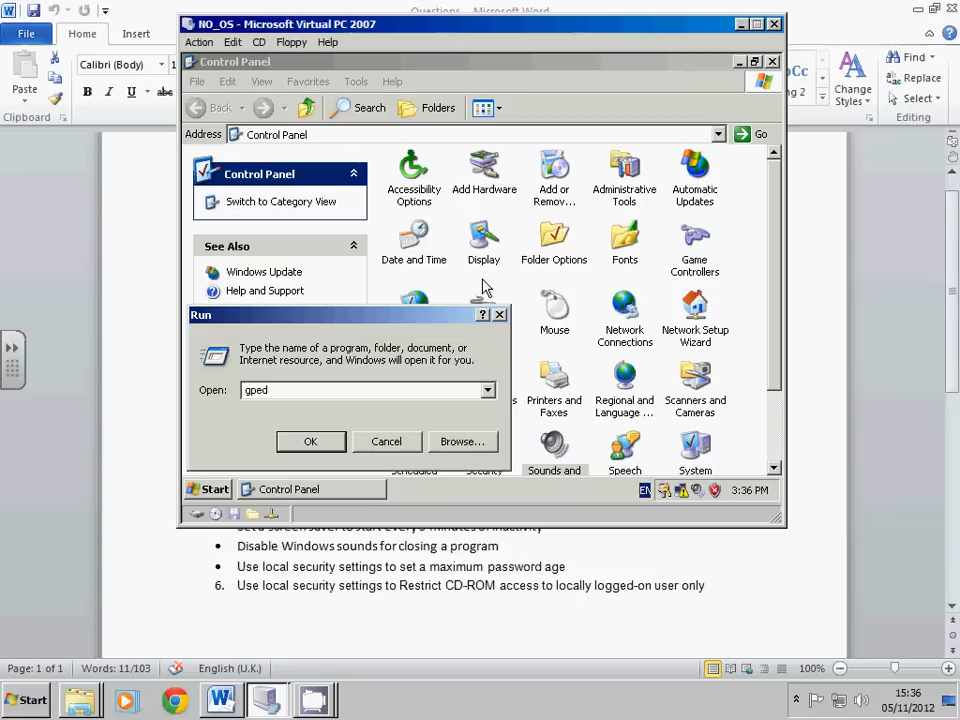 Questions - Microsoft Word
File
Home
Insert
Calibri (Body)
Paste
B I U abc
Clipboard
Change Styles
Find
Replace
Select
Editing
NO_OS - Microsoft Virtual PC 2007
Action Edit CD Floppy Help
Control Panel
File Edit View Favorites Tools Help
Back
Search
Folders
Address
Control Panel
Go
Control Panel
Switch to Category View
See Also
Windows Update
Help and Support
Accessibility Options
Add Hardware
Add or Remov...
Administrative Tools
Automatic Updates
Date and Time
Display
Folder Options
Fonts
Game Controllers
Mouse
Network Connections
Network Setup Wizard
Printers and Faxes
Regional and Language ...
Scanners and Cameras
Sounds and
Speech
System
Run
Type the name of a program, folder, document, or
Internet resource, and Windows will open it for you.
Open: gped
OK
Cancel
Browse...
Start
Control Panel
EN
3:36 PM
• Disable Windows sounds for closing a program
• Use local security settings to set a maximum password age
6. Use local security settings to Restrict CD-ROM access to locally logged-on user only
Page: 1 of 1
Words: 11/103
English (U.K.)
100%
Start
15:36
05/11/2012